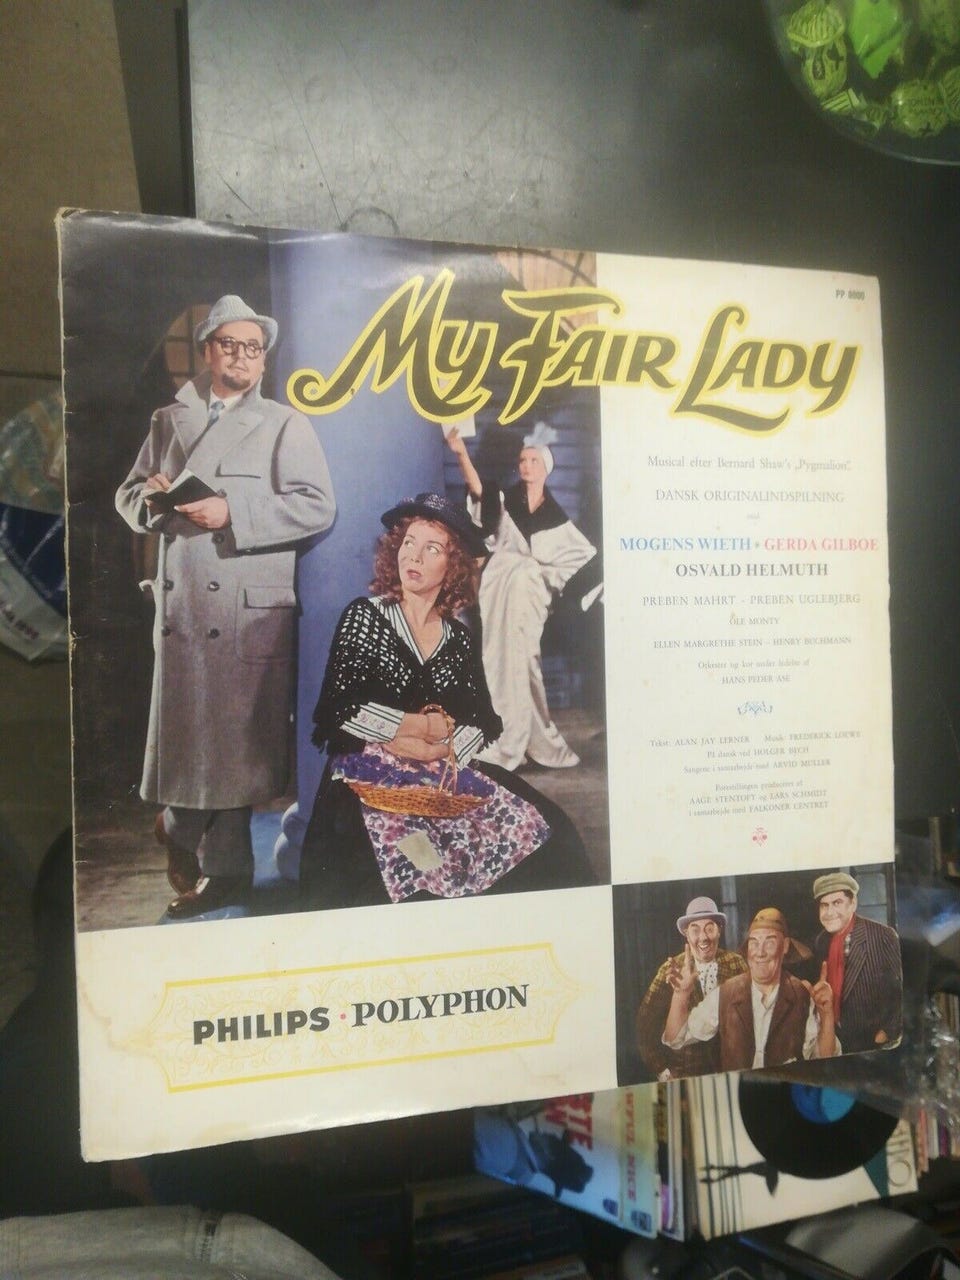 PP 8000
My Fair Lady
Musical efter Bernard Shaw's „Pygmalion"
DANSK ORIGINALINDSPILNING
med
MOGENS WIETH • GERDA GILBOE
OSVALD HELMUTH
PREBEN MAHRT - PREBEN UGLEBJERG
OLE MONTY
ELLEN MARGRETHE STEIN - HENRY BUCHMANN
Orkester og kor under ledelse af
HANS PEDER ASE
Tekst: ALAN JAY LERNER Musik: FREDERICK LOEWE
På dansk ved HOLGER BECH
Sangene i samarbejde med ARVID MULLER
Forestillingen produceret af
AAGE STENTOFT og LARS SCHMIDT
i samarbejde med FALKONER CENTRET
PHILIPS • POLYPHON